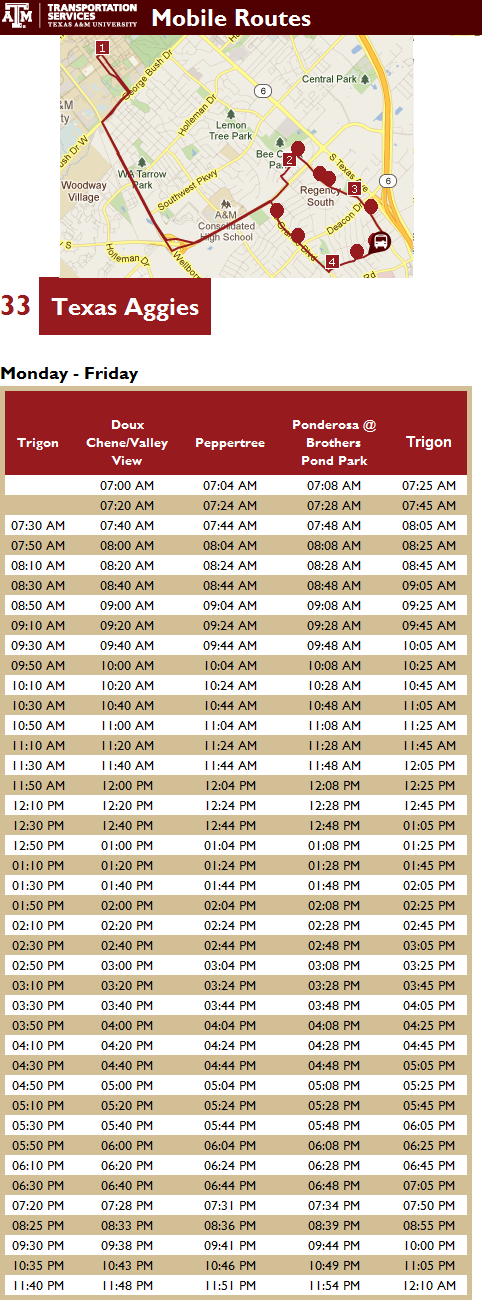 TRANSPORTATION
SERVICES
TEXAS A&M UNIVERSITY
Mobile Routes
1
George Bush Dr
Central Park
6
Holleman Dr
Lemon
Tree Park
/&M
ty
Bee C
Pa
2
S Texas Ave
ush Dr W
WA Tarrow
Park
Woodway
Village
Southwest Pkwy
Regency
South
3
6
A&M
Consolidated
High School
Deacon Dr
Holleman Dr
Wellbor
Blvd
4
Rd
33
Texas Aggies
Monday - Friday
Trigon Doux Chene/Valley View Peppertree Ponderosa @ Brothers Pond Park Trigon
07:00 AM 07:04 AM 07:08 AM 07:25 AM
07:20 AM 07:24 AM 07:28 AM 07:45 AM
07:30 AM 07:40 AM 07:44 AM 07:48 AM 08:05 AM
07:50 AM 08:00 AM 08:04 AM 08:08 AM 08:25 AM
08:10 AM 08:20 AM 08:24 AM 08:28 AM 08:45 AM
08:30 AM 08:40 AM 08:44 AM 08:48 AM 09:05 AM
08:50 AM 09:00 AM 09:04 AM 09:08 AM 09:25 AM
09:10 AM 09:20 AM 09:24 AM 09:28 AM 09:45 AM
09:30 AM 09:40 AM 09:44 AM 09:48 AM 10:05 AM
09:50 AM 10:00 AM 10:04 AM 10:08 AM 10:25 AM
10:10 AM 10:20 AM 10:24 AM 10:28 AM 10:45 AM
10:30 AM 10:40 AM 10:44 AM 10:48 AM 11:05 AM
10:50 AM 11:00 AM 11:04 AM 11:08 AM 11:25 AM
11:10 AM 11:20 AM 11:24 AM 11:28 AM 11:45 AM
11:30 AM 11:40 AM 11:44 AM 11:48 AM 12:05 PM
11:50 AM 12:00 PM 12:04 PM 12:08 PM 12:25 PM
12:10 PM 12:20 PM 12:24 PM 12:28 PM 12:45 PM
12:30 PM 12:40 PM 12:44 PM 12:48 PM 01:05 PM
12:50 PM 01:00 PM 01:04 PM 01:08 PM 01:25 PM
01:10 PM 01:20 PM 01:24 PM 01:28 PM 01:45 PM
01:30 PM 01:40 PM 01:44 PM 01:48 PM 02:05 PM
01:50 PM 02:00 PM 02:04 PM 02:08 PM 02:25 PM
02:10 PM 02:20 PM 02:24 PM 02:28 PM 02:45 PM
02:30 PM 02:40 PM 02:44 PM 02:48 PM 03:05 PM
02:50 PM 03:00 PM 03:04 PM 03:08 PM 03:25 PM
03:10 PM 03:20 PM 03:24 PM 03:28 PM 03:45 PM
03:30 PM 03:40 PM 03:44 PM 03:48 PM 04:05 PM
03:50 PM 04:00 PM 04:04 PM 04:08 PM 04:25 PM
04:10 PM 04:20 PM 04:24 PM 04:28 PM 04:45 PM
04:30 PM 04:40 PM 04:44 PM 04:48 PM 05:05 PM
04:50 PM 05:00 PM 05:04 PM 05:08 PM 05:25 PM
05:10 PM 05:20 PM 05:24 PM 05:28 PM 05:45 PM
05:30 PM 05:40 PM 05:44 PM 05:48 PM 06:05 PM
05:50 PM 06:00 PM 06:04 PM 06:08 PM 06:25 PM
06:10 PM 06:20 PM 06:24 PM 06:28 PM 06:45 PM
06:30 PM 06:40 PM 06:44 PM 06:48 PM 07:05 PM
07:20 PM 07:28 PM 07:31 PM 07:34 PM 07:50 PM
08:25 PM 08:33 PM 08:36 PM 08:39 PM 08:55 PM
09:30 PM 09:38 PM 09:41 PM 09:44 PM 10:00 PM
10:35 PM 10:43 PM 10:46 PM 10:49 PM 11:05 PM
11:40 PM 11:48 PM 11:51 PM 11:54 PM 12:10 AM